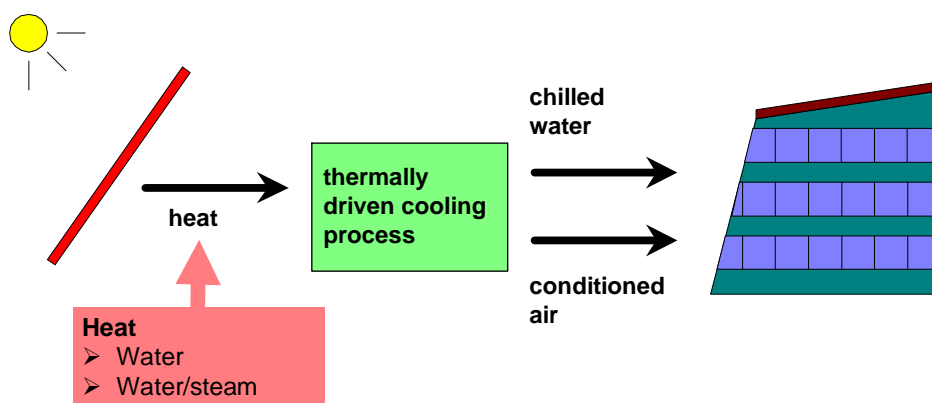 chilled
water
thermally
driven cooling
process
heat
conditioned
air
Heat
➢ Water
➢ Water/steam